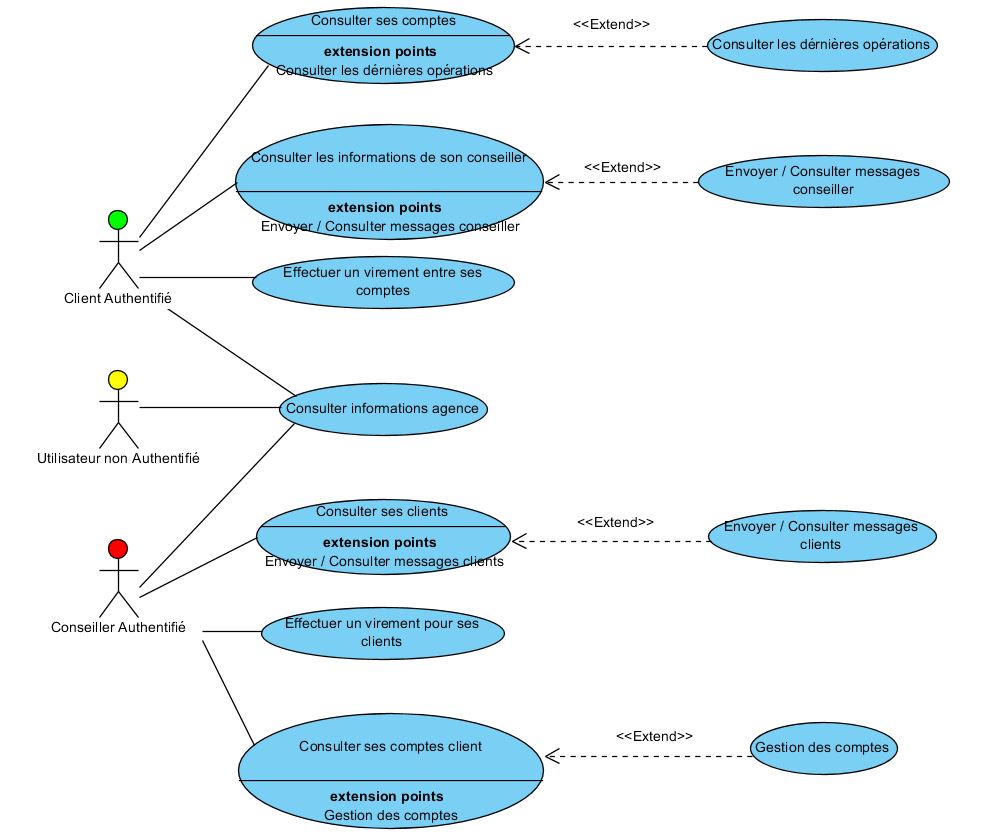 Consulter ses comptes
extension points
Consulter les dérnières opérations
<<Extend>>
Consulter les dérnières opérations
Consulter les informations de son conseiller
extension points
Envoyer / Consulter messages conseiller
<<Extend>>
Envoyer / Consulter messages
conseiller
Client Authentifié
Effectuer un virement entre ses
comptes
Utilisateur non Authentifié
Consulter informations agence
Conseiller Authentifié
Consulter ses clients
extension points
Envoyer / Consulter messages clients
<<Extend>>
Envoyer / Consulter messages
clients
Effectuer un virement pour ses
clients
Consulter ses comptes client
extension points
Gestion des comptes
<<Extend>>
Gestion des comptes